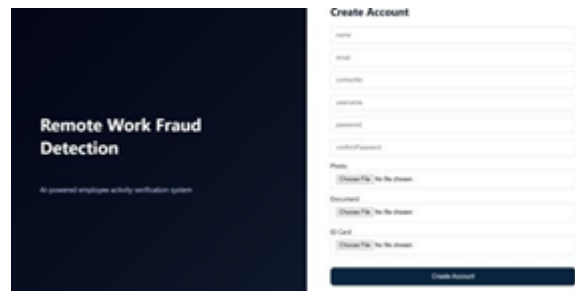 Create Account
name
email
contactNo
username
Remote Work Fraud
Detection
password
confirmPassword
AI-powered employee activity verification system
Photo
Choose File No file chosen
Document
Choose File No file chosen
ID Card
Choose File No file chosen
Create Account